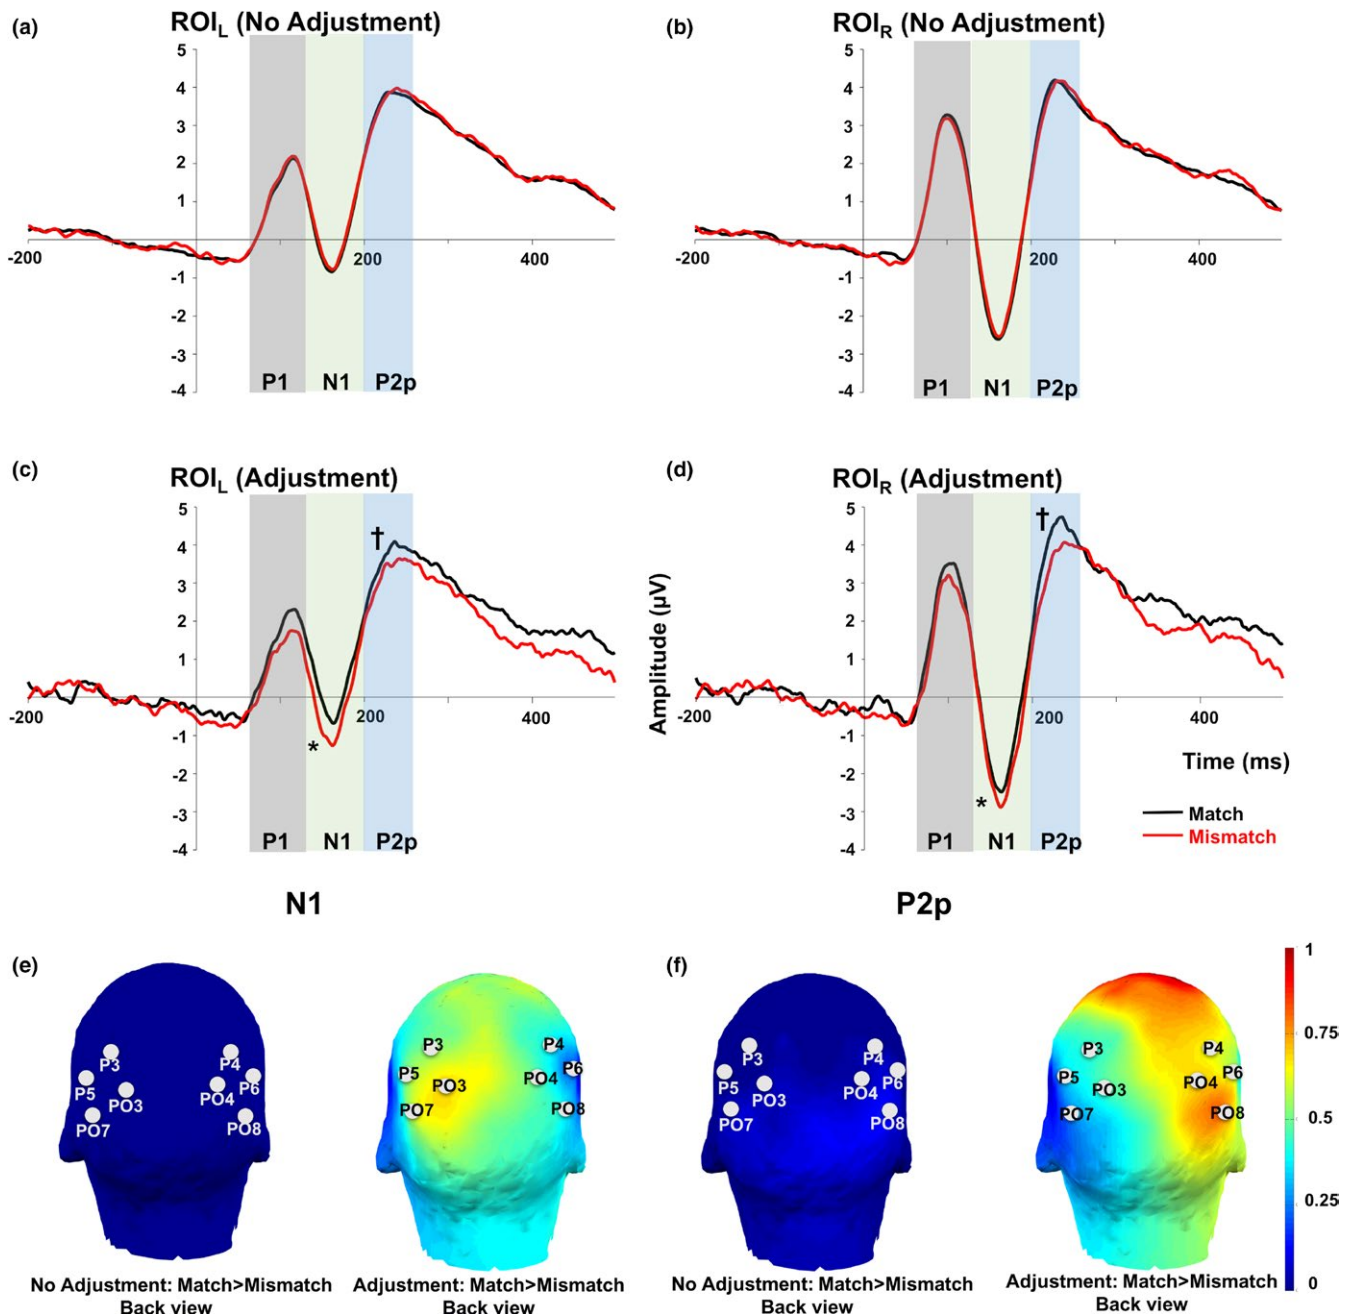 (a)
ROIL (No Adjustment)
5
4
3
2
1
-1
-2
-3
-4
-200
200
400
P1 N1 P2p
(b)
ROIR (No Adjustment)
5
4
3
2
1
-1
-2
-3
-4
-200
200
400
P1 N1 P2p
(c)
ROIL (Adjustment)
5
4
3
2
1
-1
-2
-3
-4
-200
200
400
†
*
P1 N1 P2p
(d)
ROIR (Adjustment)
5
4
3
2
1
-1
-2
-3
-4
-200
200
400
†
*
Amplitude (μV)
Time (ms)
P1 N1 P2p
Match
Mismatch
N1
(e)
P3 P4
P5 P6
PO3 PO4
PO7 PO8
No Adjustment: Match>Mismatch
Back view
P3 P4
P5 P6
PO3 PO4
PO7 PO8
Adjustment: Match>Mismatch
Back view
P2p
(f)
P3 P4
P5 P6
PO3 PO4
PO7 PO8
No Adjustment: Match>Mismatch
Back view
P3 P4
P5 P6
PO3 PO4
PO7 PO8
Adjustment: Match>Mismatch
Back view
1
0.75
0.5
0.25
0